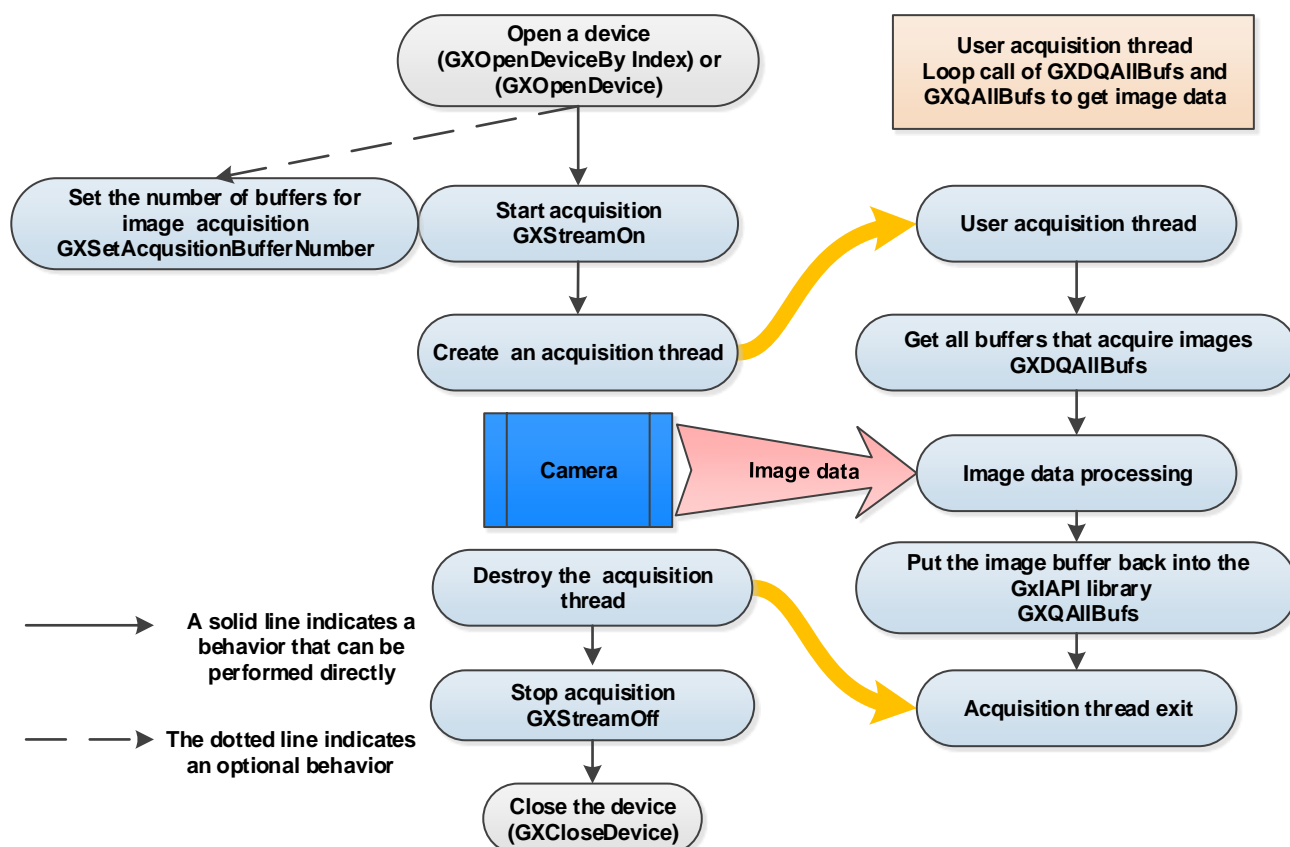 Open a device
(GXOpenDeviceBy Index) or
(GXOpenDevice)
User acquisition thread
Loop call of GXDQAllBufs and
GXQAllBufs to get image data
Set the number of buffers for
image acquisition
GXSetAcqusitionBufferNumber
Start acquisition
GXStreamOn
User acquisition thread
Create an acquisition thread
Get all buffers that acquire images
GXDQAllBufs
Camera
Image data
Image data processing
Destroy the acquisition
thread
Put the image buffer back into the
GxIAPI library
GXQAllBufs
A solid line indicates a
behavior that can be
performed directly
Stop acquisition
GXStreamOff
Acquisition thread exit
The dotted line indicates
an optional behavior
Close the device
(GXCloseDevice)